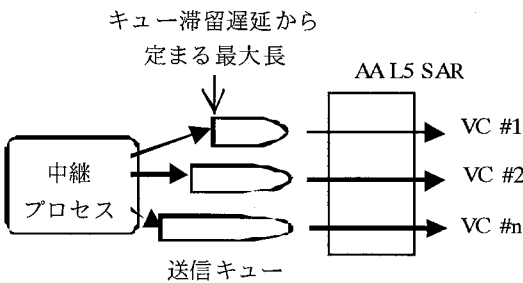 キュー滞留遅延から
定まる最大長
AAL5 SAR
VC #1
中継
プロセス
VC #2
VC #n
送信キュー